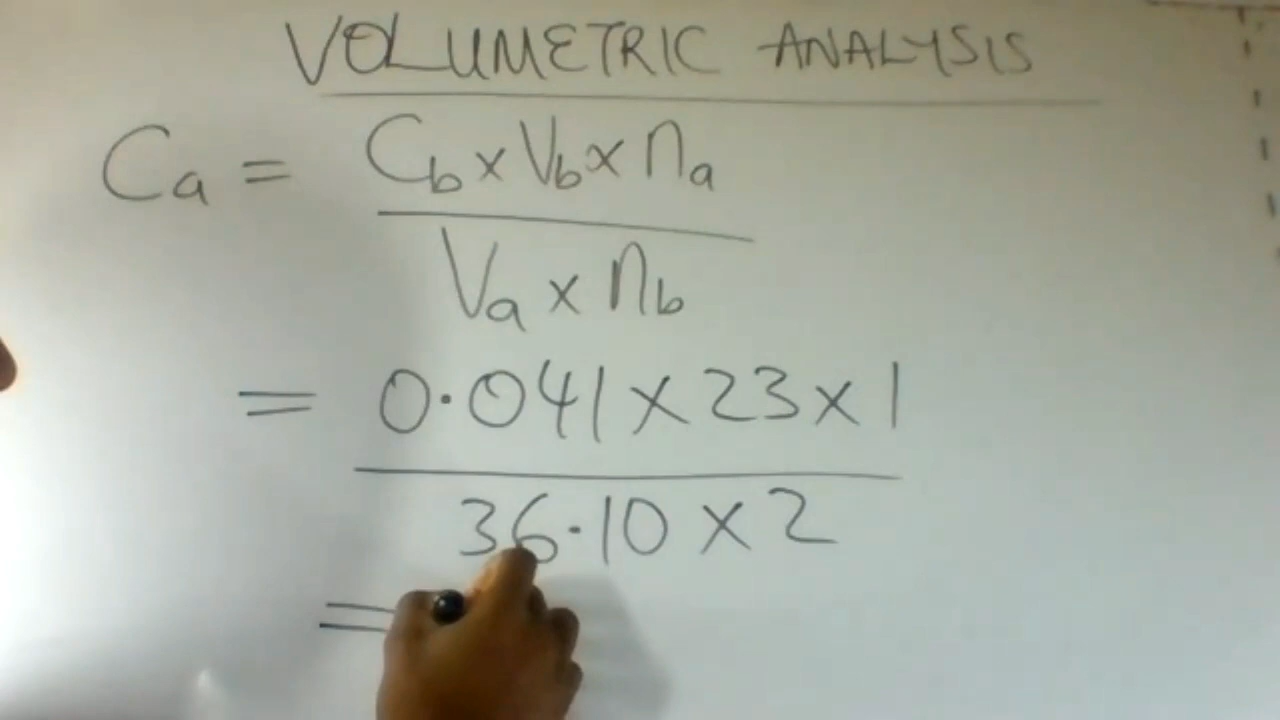 VOLUMETRIC ANALYSIS
Ca = Cb x Vb x na
Va x nb
= 0.041 x 23 x 1
36.10 x 2
=